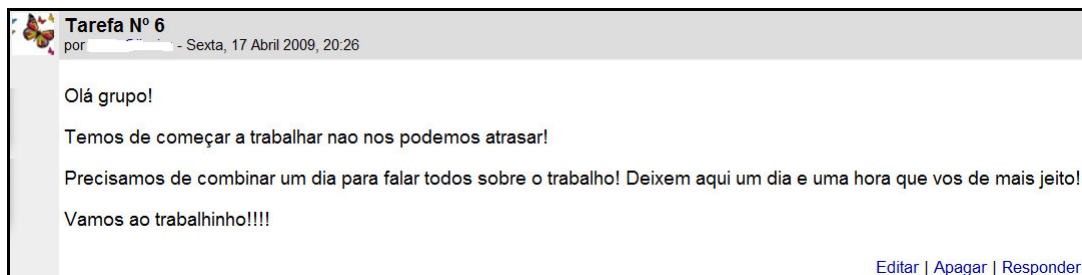 Tarefa Nº 6
por - Sexta, 17 Abril 2009, 20:26
Olá grupo!
Temos de começar a trabalhar nao nos podemos atrasar!
Precisamos de combinar um dia para falar todos sobre o trabalho! Deixem aqui um dia e uma hora que vos de mais jeito!
Vamos ao trabalhinho!!!!
Editar | Apagar | Responder